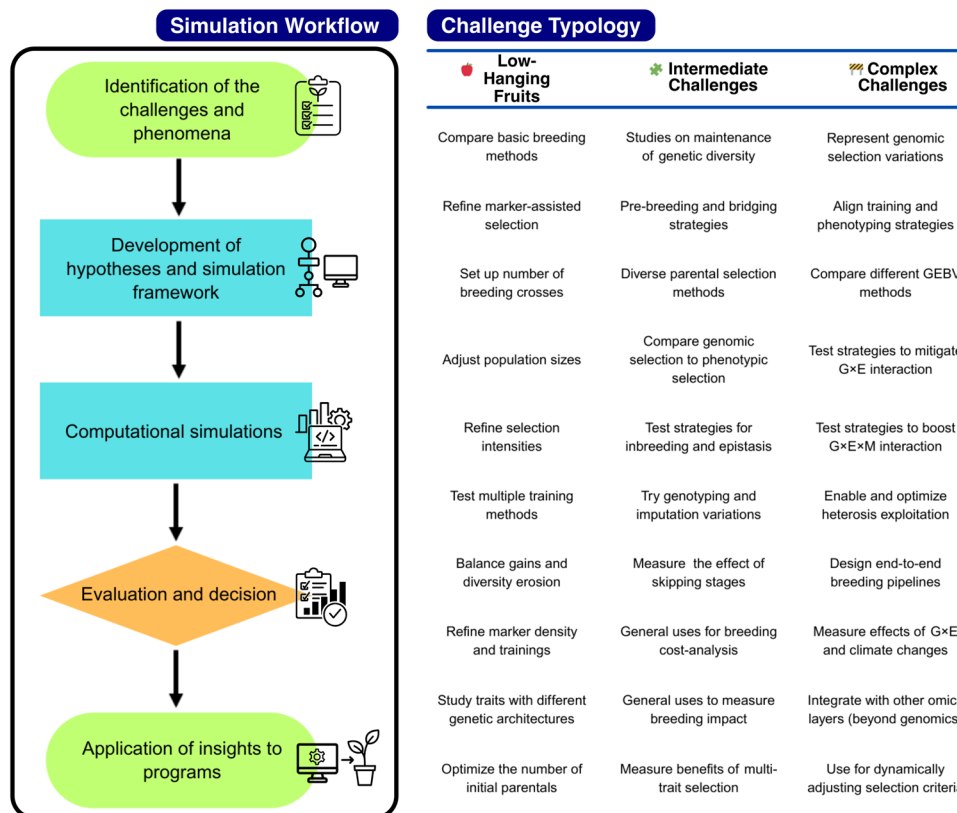 Simulation Workflow
Identification of the
challenges and
phenomena
Development of
hypotheses and simulation
framework
Computational simulations
</>
Evaluation and decision
Application of insights to
programs
Challenge Typology
Low-
Hanging
Fruits
Intermediate
Challenges
Complex
Challenges
Compare basic breeding
methods
Studies on maintenance
of genetic diversity
Represent genomic
selection variations
Refine marker-assisted
selection
Pre-breeding and bridging
strategies
Align training and
phenotyping strategies
Set up number of
breeding crosses
Diverse parental selection
methods
Compare different GEBV
methods
Adjust population sizes
Compare genomic
selection to phenotypic
selection
Test strategies to mitigate
G×E interaction
Refine selection
intensities
Test strategies for
inbreeding and epistasis
Test strategies to boost
G×E×M interaction
Test multiple training
methods
Try genotyping and
imputation variations
Enable and optimize
heterosis exploitation
Balance gains and
diversity erosion
Measure the effect of
skipping stages
Design end-to-end
breeding pipelines
Refine marker density
and trainings
General uses for breeding
cost-analysis
Measure effects of G×E
and climate changes
Study traits with different
genetic architectures
General uses to measure
breeding impact
Integrate with other omic
layers (beyond genomics
Optimize the number of
initial parentals
Measure benefits of multi-
trait selection
Use for dynamically
adjusting selection criteria